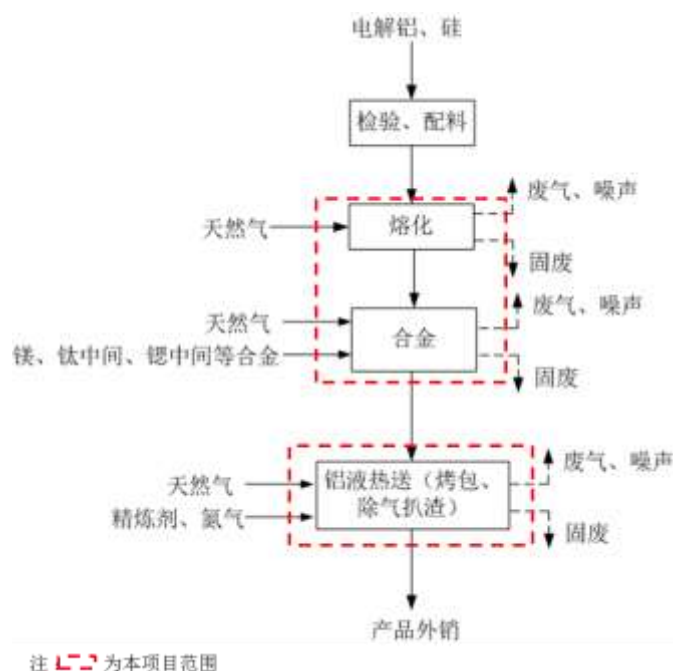 电解铝、硅
检验、配料
废气、噪声
天然气
熔化
固废
天然气
废气、噪声
合金
镁、钛中间、锶中间等合金
固废
天然气
铝液热送（烤包、
除气扒渣）
废气、噪声
精炼剂、氮气
固废
产品外销
注 为本项目范围